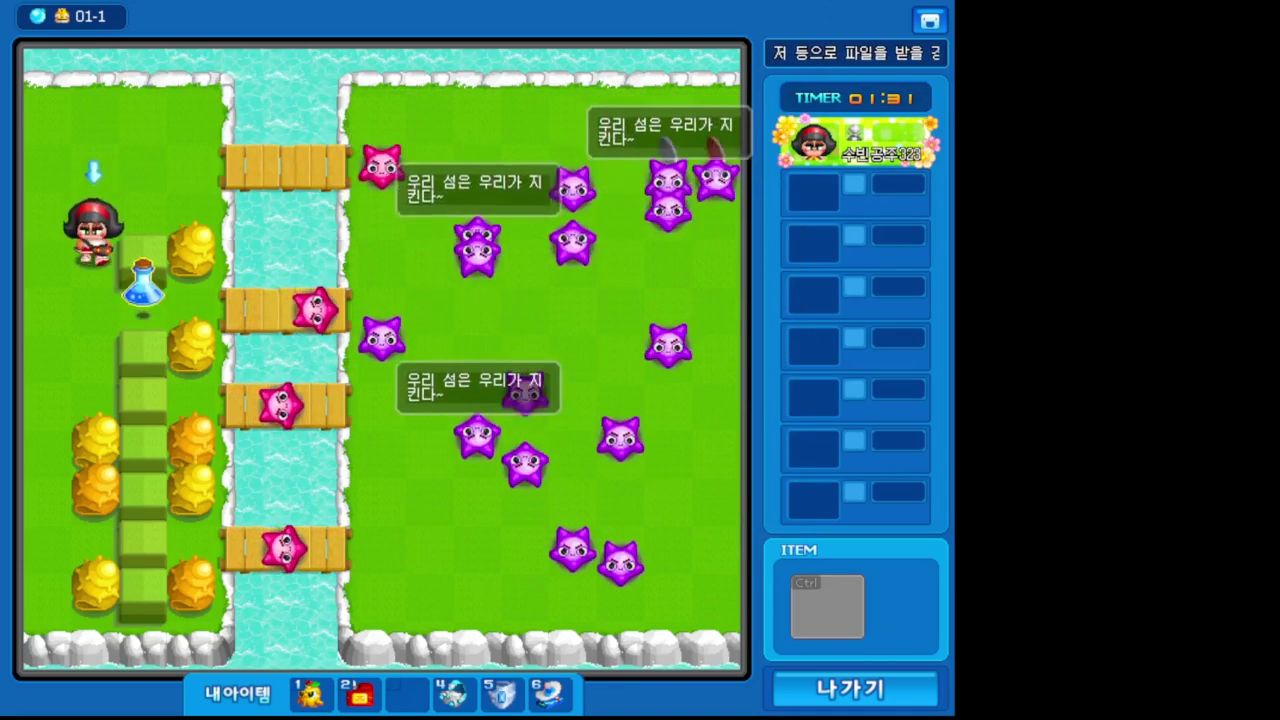 01-1
저 등으로 파일을 받을 경
TIMER 01:31
수빈공주323
우리 섬은 우리가 지
킨다~
우리 섬은 우리가 지
킨다~
우리 섬은 우리가 지
킨다~
ITEM
Ctrl
내아이템
1
2
4
5
6
나가기